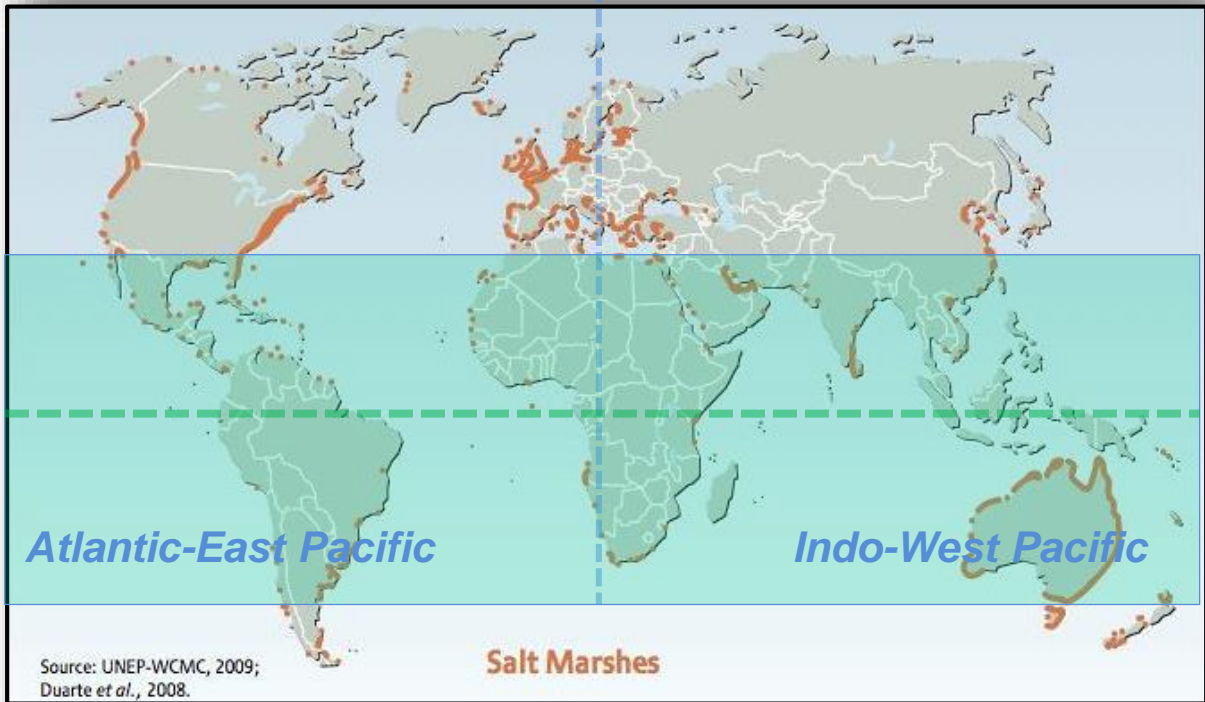 Atlantic-East Pacific
Indo-West Pacific
Source: UNEP-WCMC, 2009;
Duarte et al., 2008.
Salt Marshes